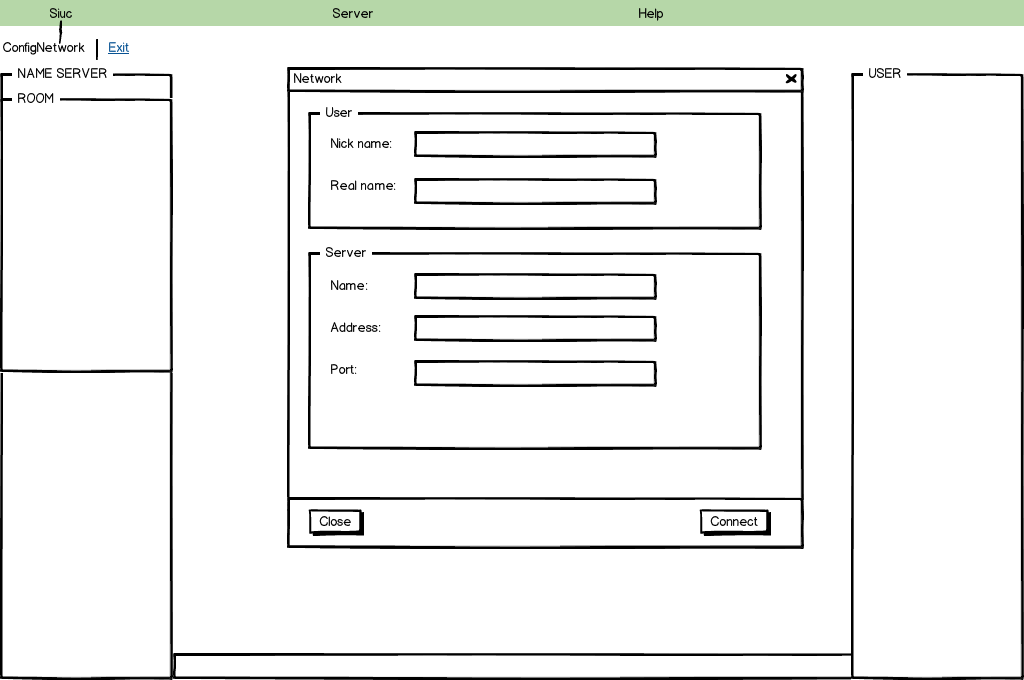 Siuc Server Help
ConfigNetwork Exit
NAME SERVER
ROOM
Network
User
Nick name:
Real name:
Server
Name:
Address:
Port:
Close Connect
USER